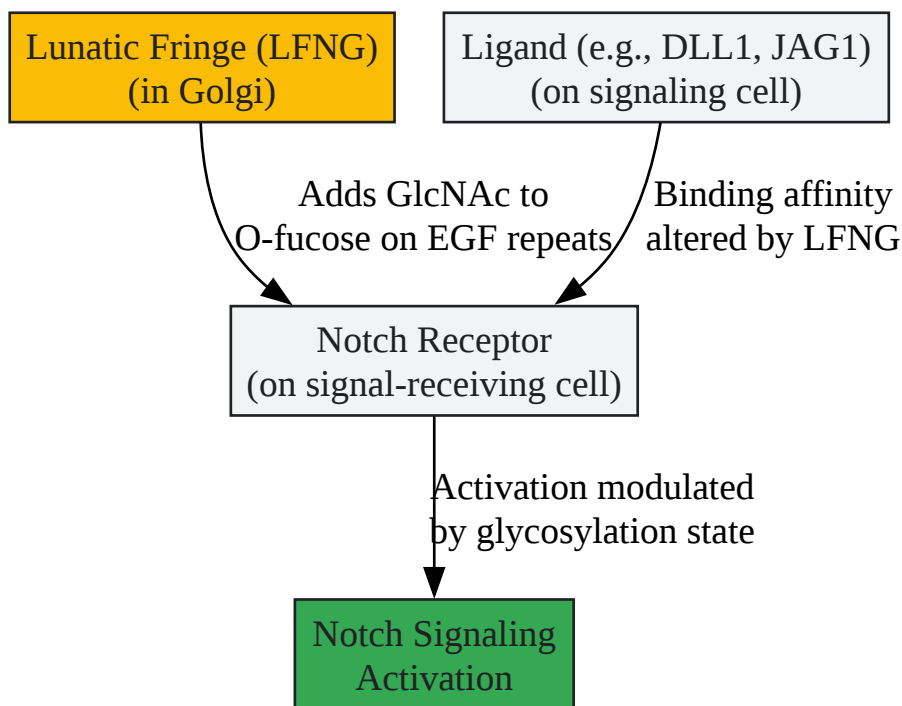 Lunatic Fringe (LFNG)
(in Golgi)
Ligand (e.g., DLL1, JAG1)
(on signaling cell)
Adds GlcNAc to
O-fucose on EGF repeats
Binding affinity
altered by LFNG
Notch Receptor
(on signal-receiving cell)
Activation modulated
by glycosylation state
Notch Signaling
Activation